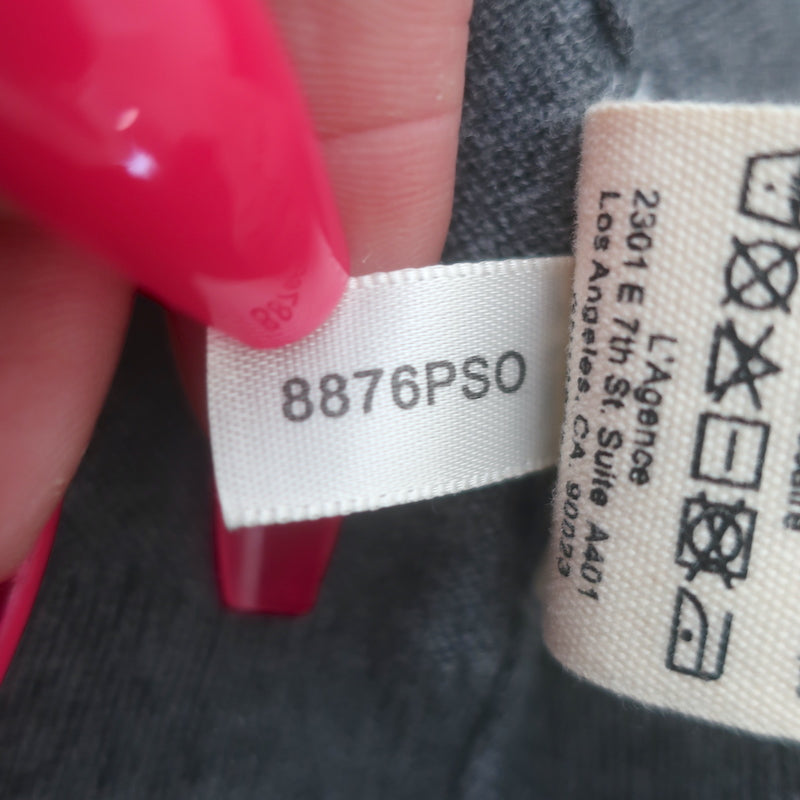 8876PSO
L'Agence
2301 E 7th St. Suite A401
Los Angeles, CA 90023